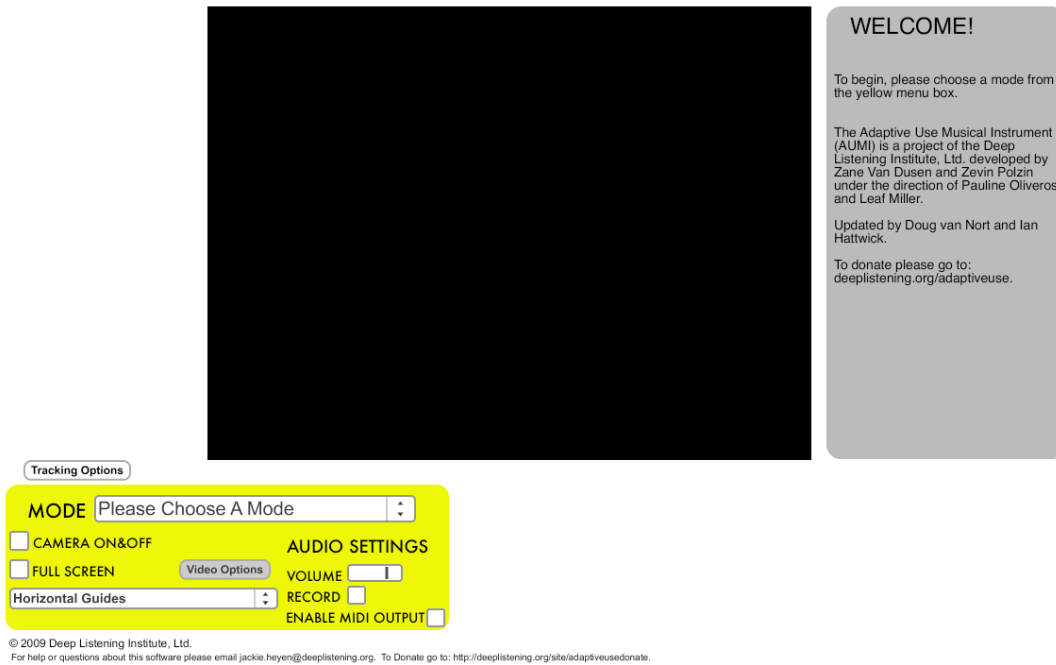 WELCOME!
To begin, please choose a mode from
the yellow menu box.
The Adaptive Use Musical Instrument
(AUMI) is a project of the Deep
Listening Institute, Ltd. developed by
Zane Van Dusen and Zevin Polzin
under the direction of Pauline Oliveros
and Leaf Miller.
Updated by Doug van Nort and Ian
Hattwick.
To donate please go to:
deeplistening.org/adaptiveuse.
Tracking Options
MODE Please Choose A Mode
CAMERA ON&OFF
FULL SCREEN
Video Options
Horizontal Guides
AUDIO SETTINGS
VOLUME
RECORD
ENABLE MIDI OUTPUT
© 2009 Deep Listening Institute, Ltd.
For help or questions about this software please email jackie.heyen@deeplistening.org. To Donate go to: http://deeplistening.org/site/adaptiveusedonate.